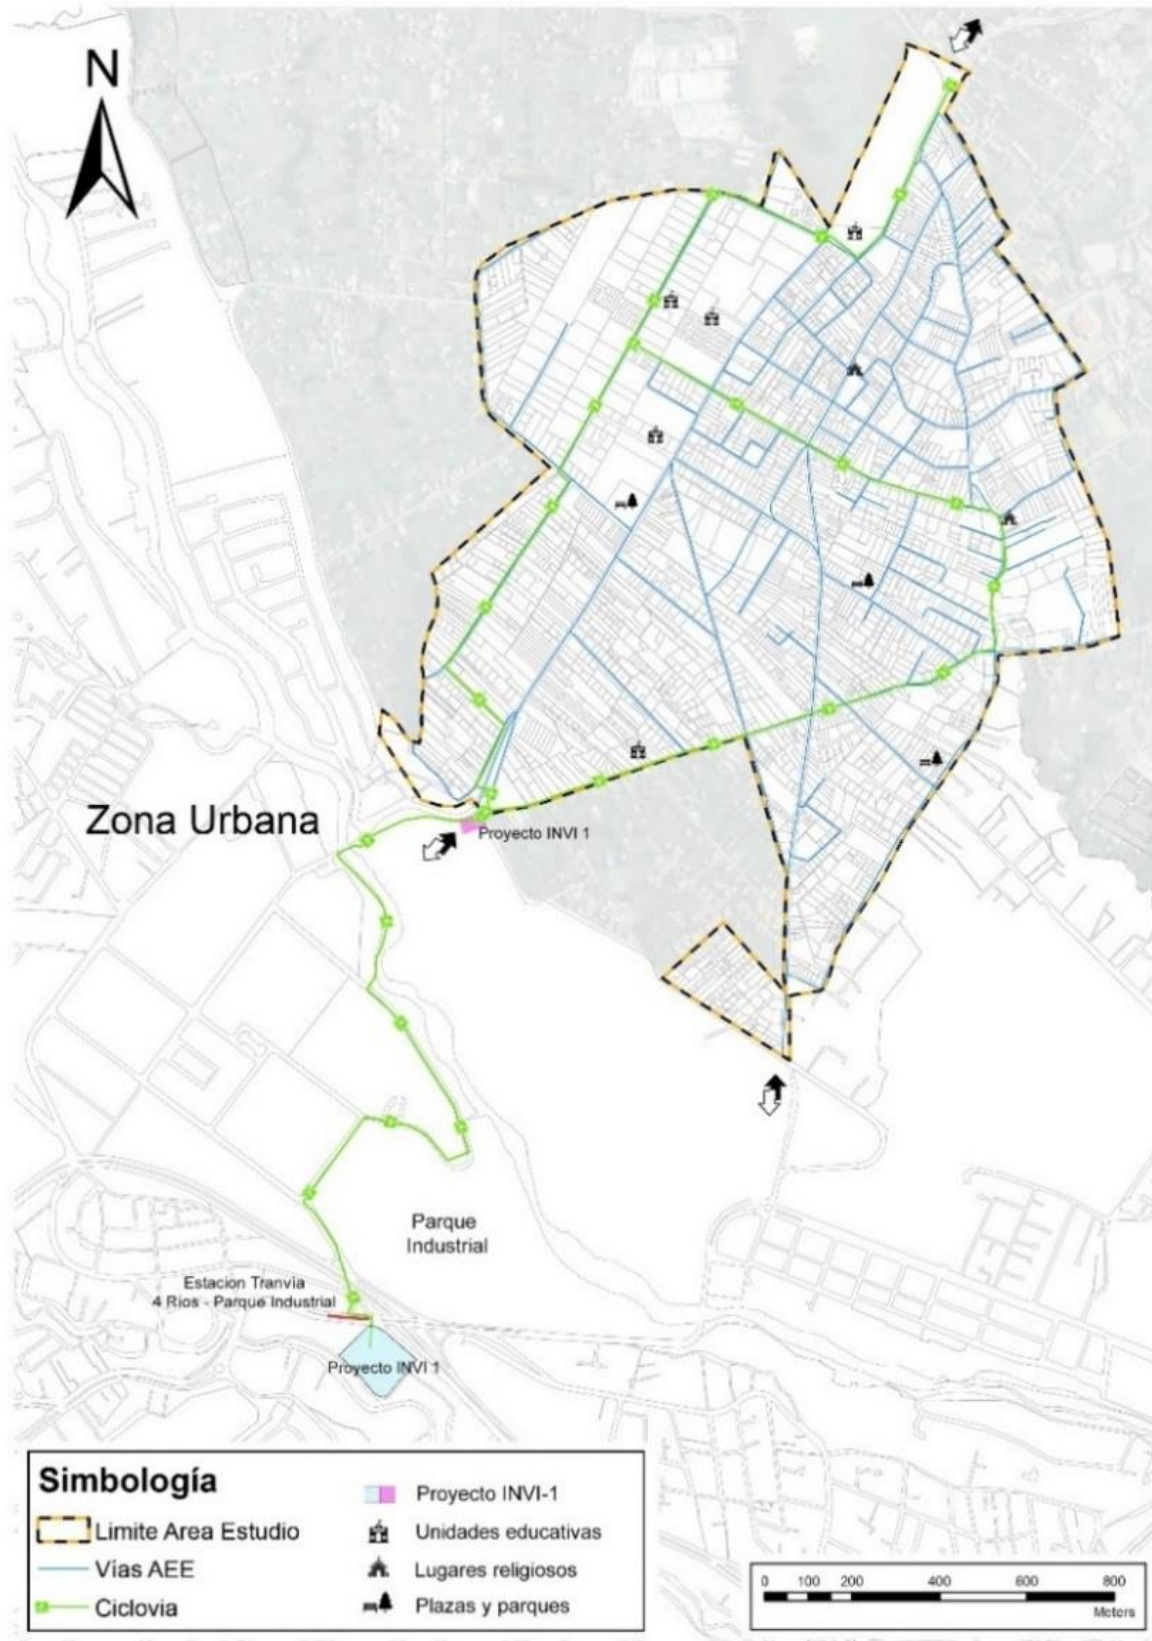 N
Zona Urbana
Proyecto INVI 1
Parque
Industrial
Estacion Tranvia
4 Rios - Parque Industrial
Proyecto INVI 1
Simbología
Limite Area Estudio
Vías AEE
Ciclovia
Proyecto INVI-1
Unidades educativas
Lugares religiosos
Plazas y parques
0 100 200 400 600 800
Meters